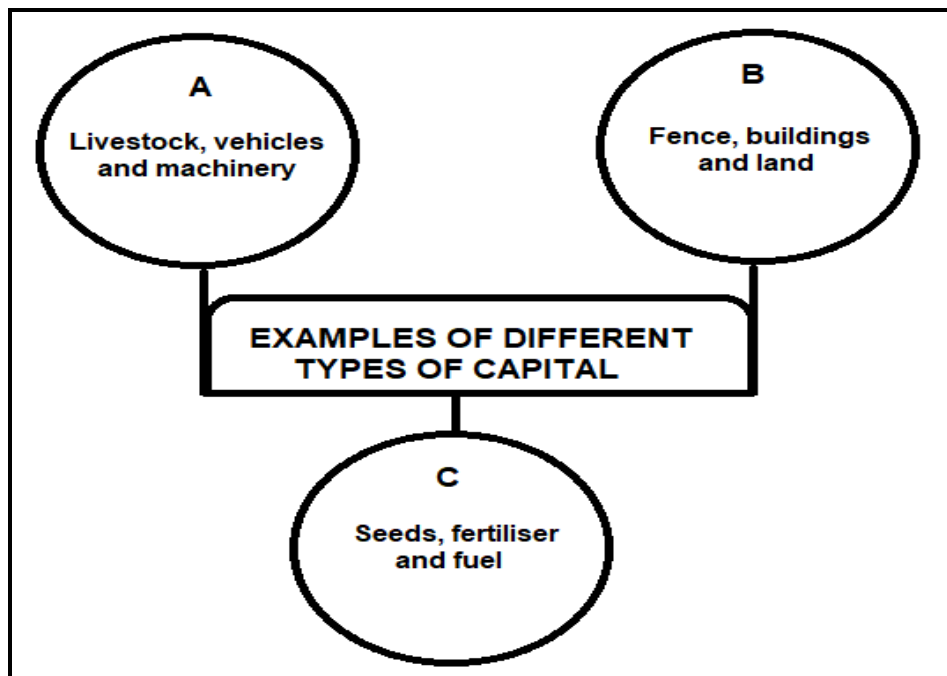 A
Livestock, vehicles
and machinery
B
Fence, buildings
and land
EXAMPLES OF DIFFERENT
TYPES OF CAPITAL
C
Seeds, fertiliser
and fuel